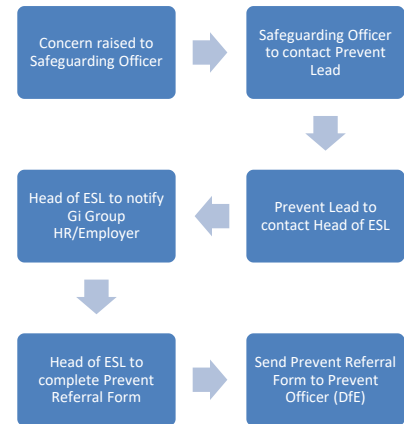 Concern raised to
Safeguarding Officer
Safeguarding Officer
to contact Prevent
Lead
Prevent Lead to
contact Head of ESL
Head of ESL to notify
Gi Group
HR/Employer
Head of ESL to
complete Prevent
Referral Form
Send Prevent Referral
Form to Prevent
Officer (DfE)